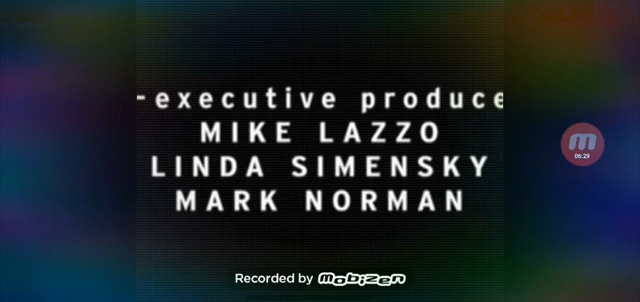 -executive produce
MIKE LAZZO
LINDA SIMENSKY
MARK NORMAN
06:29
Recorded by mobizen